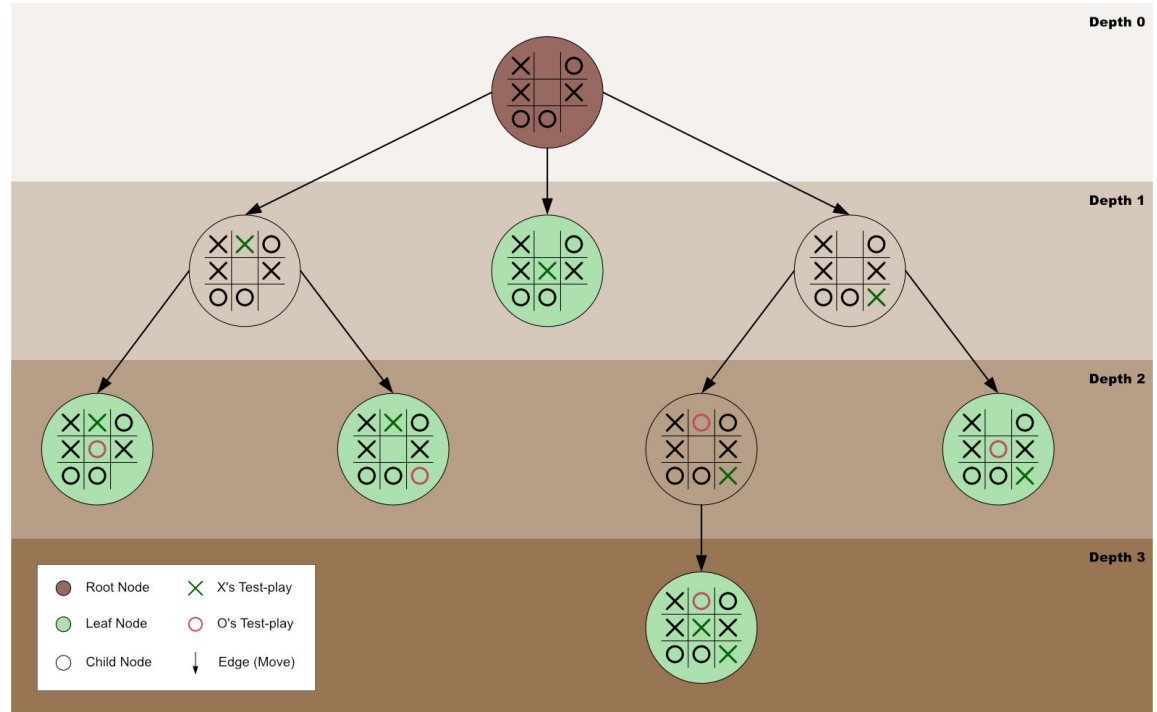 Depth 0
Depth 1
Depth 2
Depth 3
Root Node
X's Test-play
Leaf Node
O's Test-play
Child Node
Edge (Move)